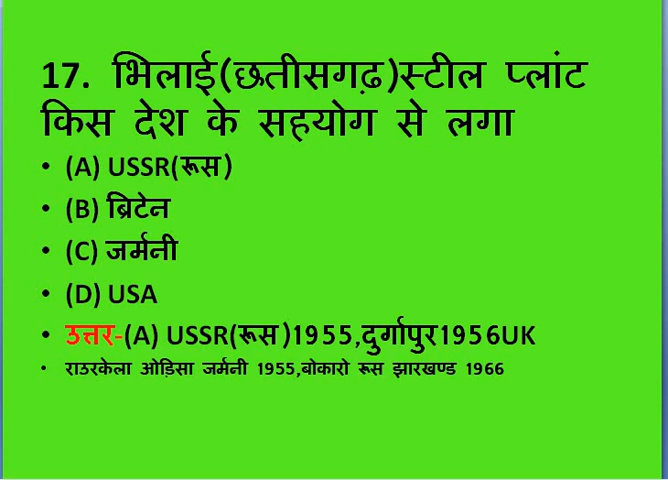 17. भिलाई(छतीसगढ़)स्टील प्लांट
किस देश के सहयोग से लगा
• (A) USSR(रूस)
• (B) ब्रिटेन
• (C) जर्मनी
• (D) USA
• उत्तर-(A) USSR(रूस)1955,दुर्गापुर1956UK
• राउरकेला ओड़िसा जर्मनी 1955,बोकारो रूस झारखण्ड 1966